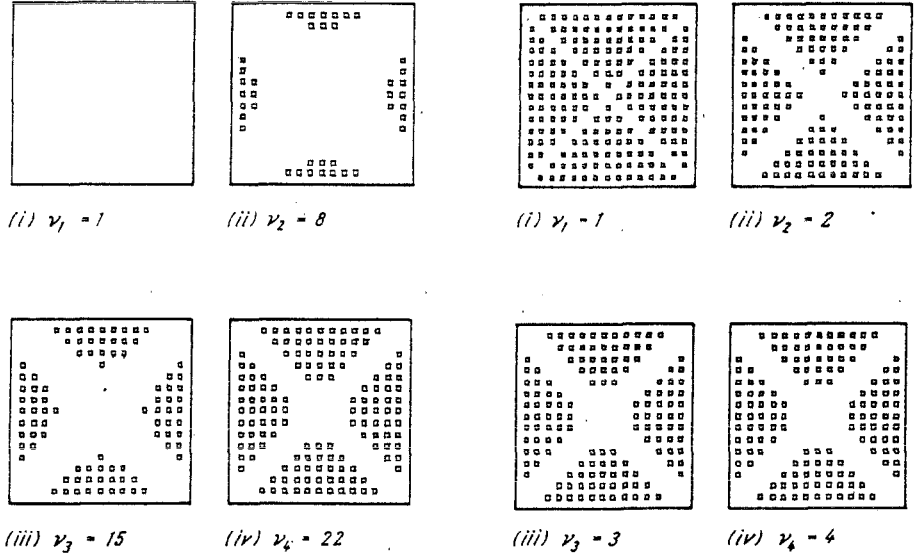 (i) ν₁ = 1
(ii) ν₂ = 8
(i) ν₁ = 1
(ii) ν₂ = 2
(iii) ν₃ = 15
(iv) ν₄ = 22
(iii) ν₃ = 3
(iv) ν₄ = 4